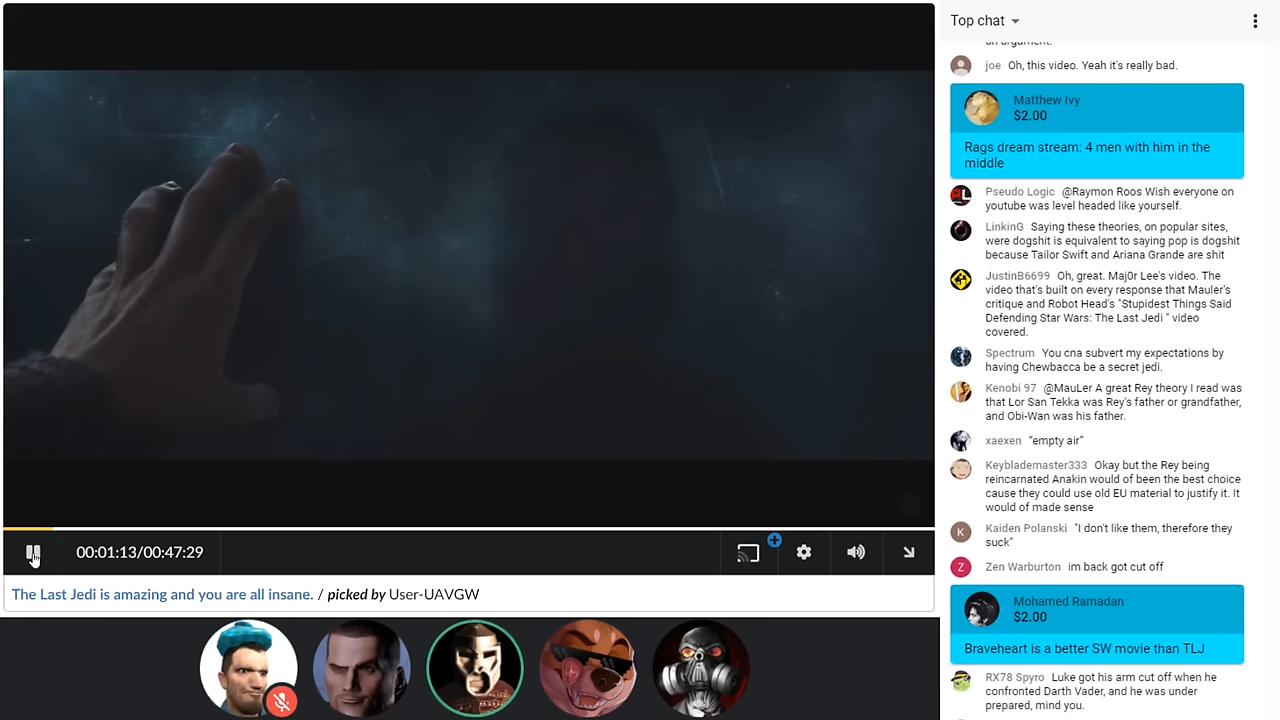 Top chat
an argument.
joe Oh, this video. Yeah it's really bad.
Matthew Ivy
$2.00
Rags dream stream: 4 men with him in the
middle
Pseudo Logic @Raymon Roos Wish everyone on
youtube was level headed like yourself.
LinkinG Saying these theories, on popular sites,
were dogshit is equivalent to saying pop is dogshit
because Tailor Swift and Ariana Grande are shit
JustinB6699 Oh, great. Maj0r Lee's video. The
video that's built on every response that Mauler's
critique and Robot Head's "Stupidest Things Said
Defending Star Wars: The Last Jedi " video
covered.
Spectrum You cna subvert my expectations by
having Chewbacca be a secret jedi.
Kenobi 97 @MauLer A great Rey theory I read was
that Lor San Tekka was Rey's father or grandfather,
and Obi-Wan was his father.
xaexen “empty air”
Keyblademaster333 Okay but the Rey being
reincarnated Anakin would of been the best choice
cause they could use old EU material to justify it. It
would of made sense
K Kaiden Polanski "I don't like them, therefore they
suck"
Z Zen Warburton im back got cut off
Mohamed Ramadan
$2.00
Braveheart is a better SW movie than TLJ
RX78 Spyro Luke got his arm cut off when he
confronted Darth Vader, and he was under
prepared, mind you.
00:01:13/00:47:29
The Last Jedi is amazing and you are all insane. / picked by User-UAVGW